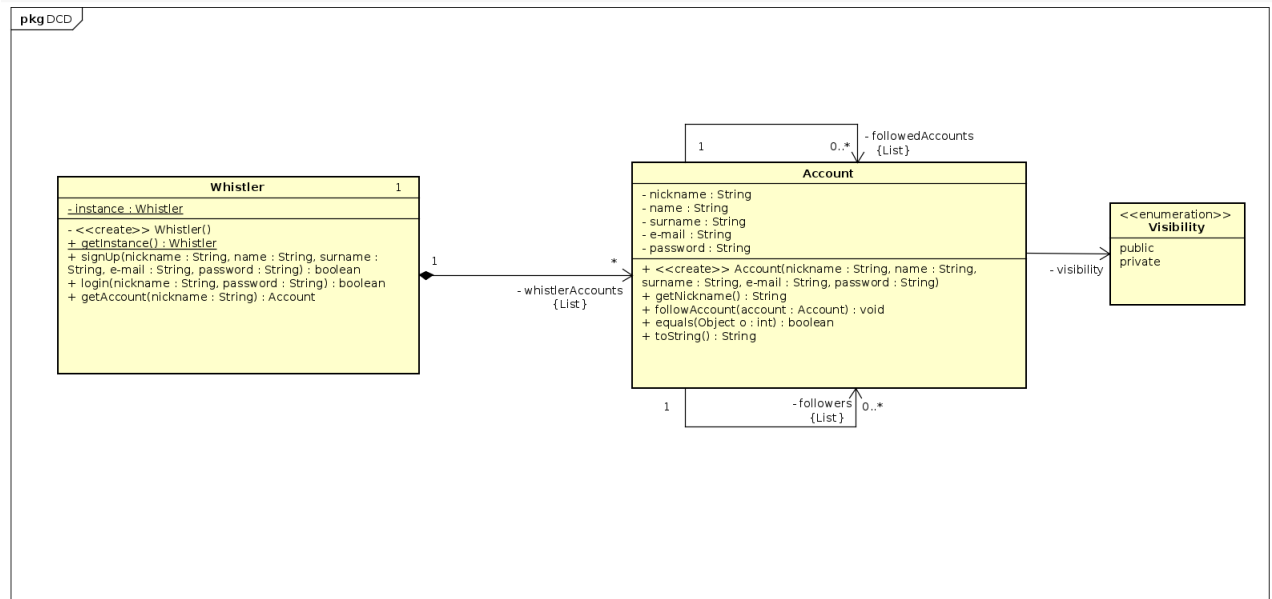 pkg DCD
Whistler 1
- instance : Whistler
- <<create>> Whistler()
+ getInstance() : Whistler
+ signUp(nickname : String, name : String, surname :
String, e-mail : String, password : String) : boolean
+ login(nickname : String, password : String) : boolean
+ getAccount(nickname : String) : Account
1
*
- whistlerAccounts
{List}
1
0..*
- followedAccounts
{List}
Account
- nickname : String
- name : String
- surname : String
- e-mail : String
- password : String
+ <<create>> Account(nickname : String, name : String,
surname : String, e-mail : String, password : String)
+ getNickname() : String
+ followAccount(account : Account) : void
+ equals(Object o : int) : boolean
+ toString() : String
1
- followers
{List}
0..*
- visibility
<<enumeration>>
Visibility
public
private